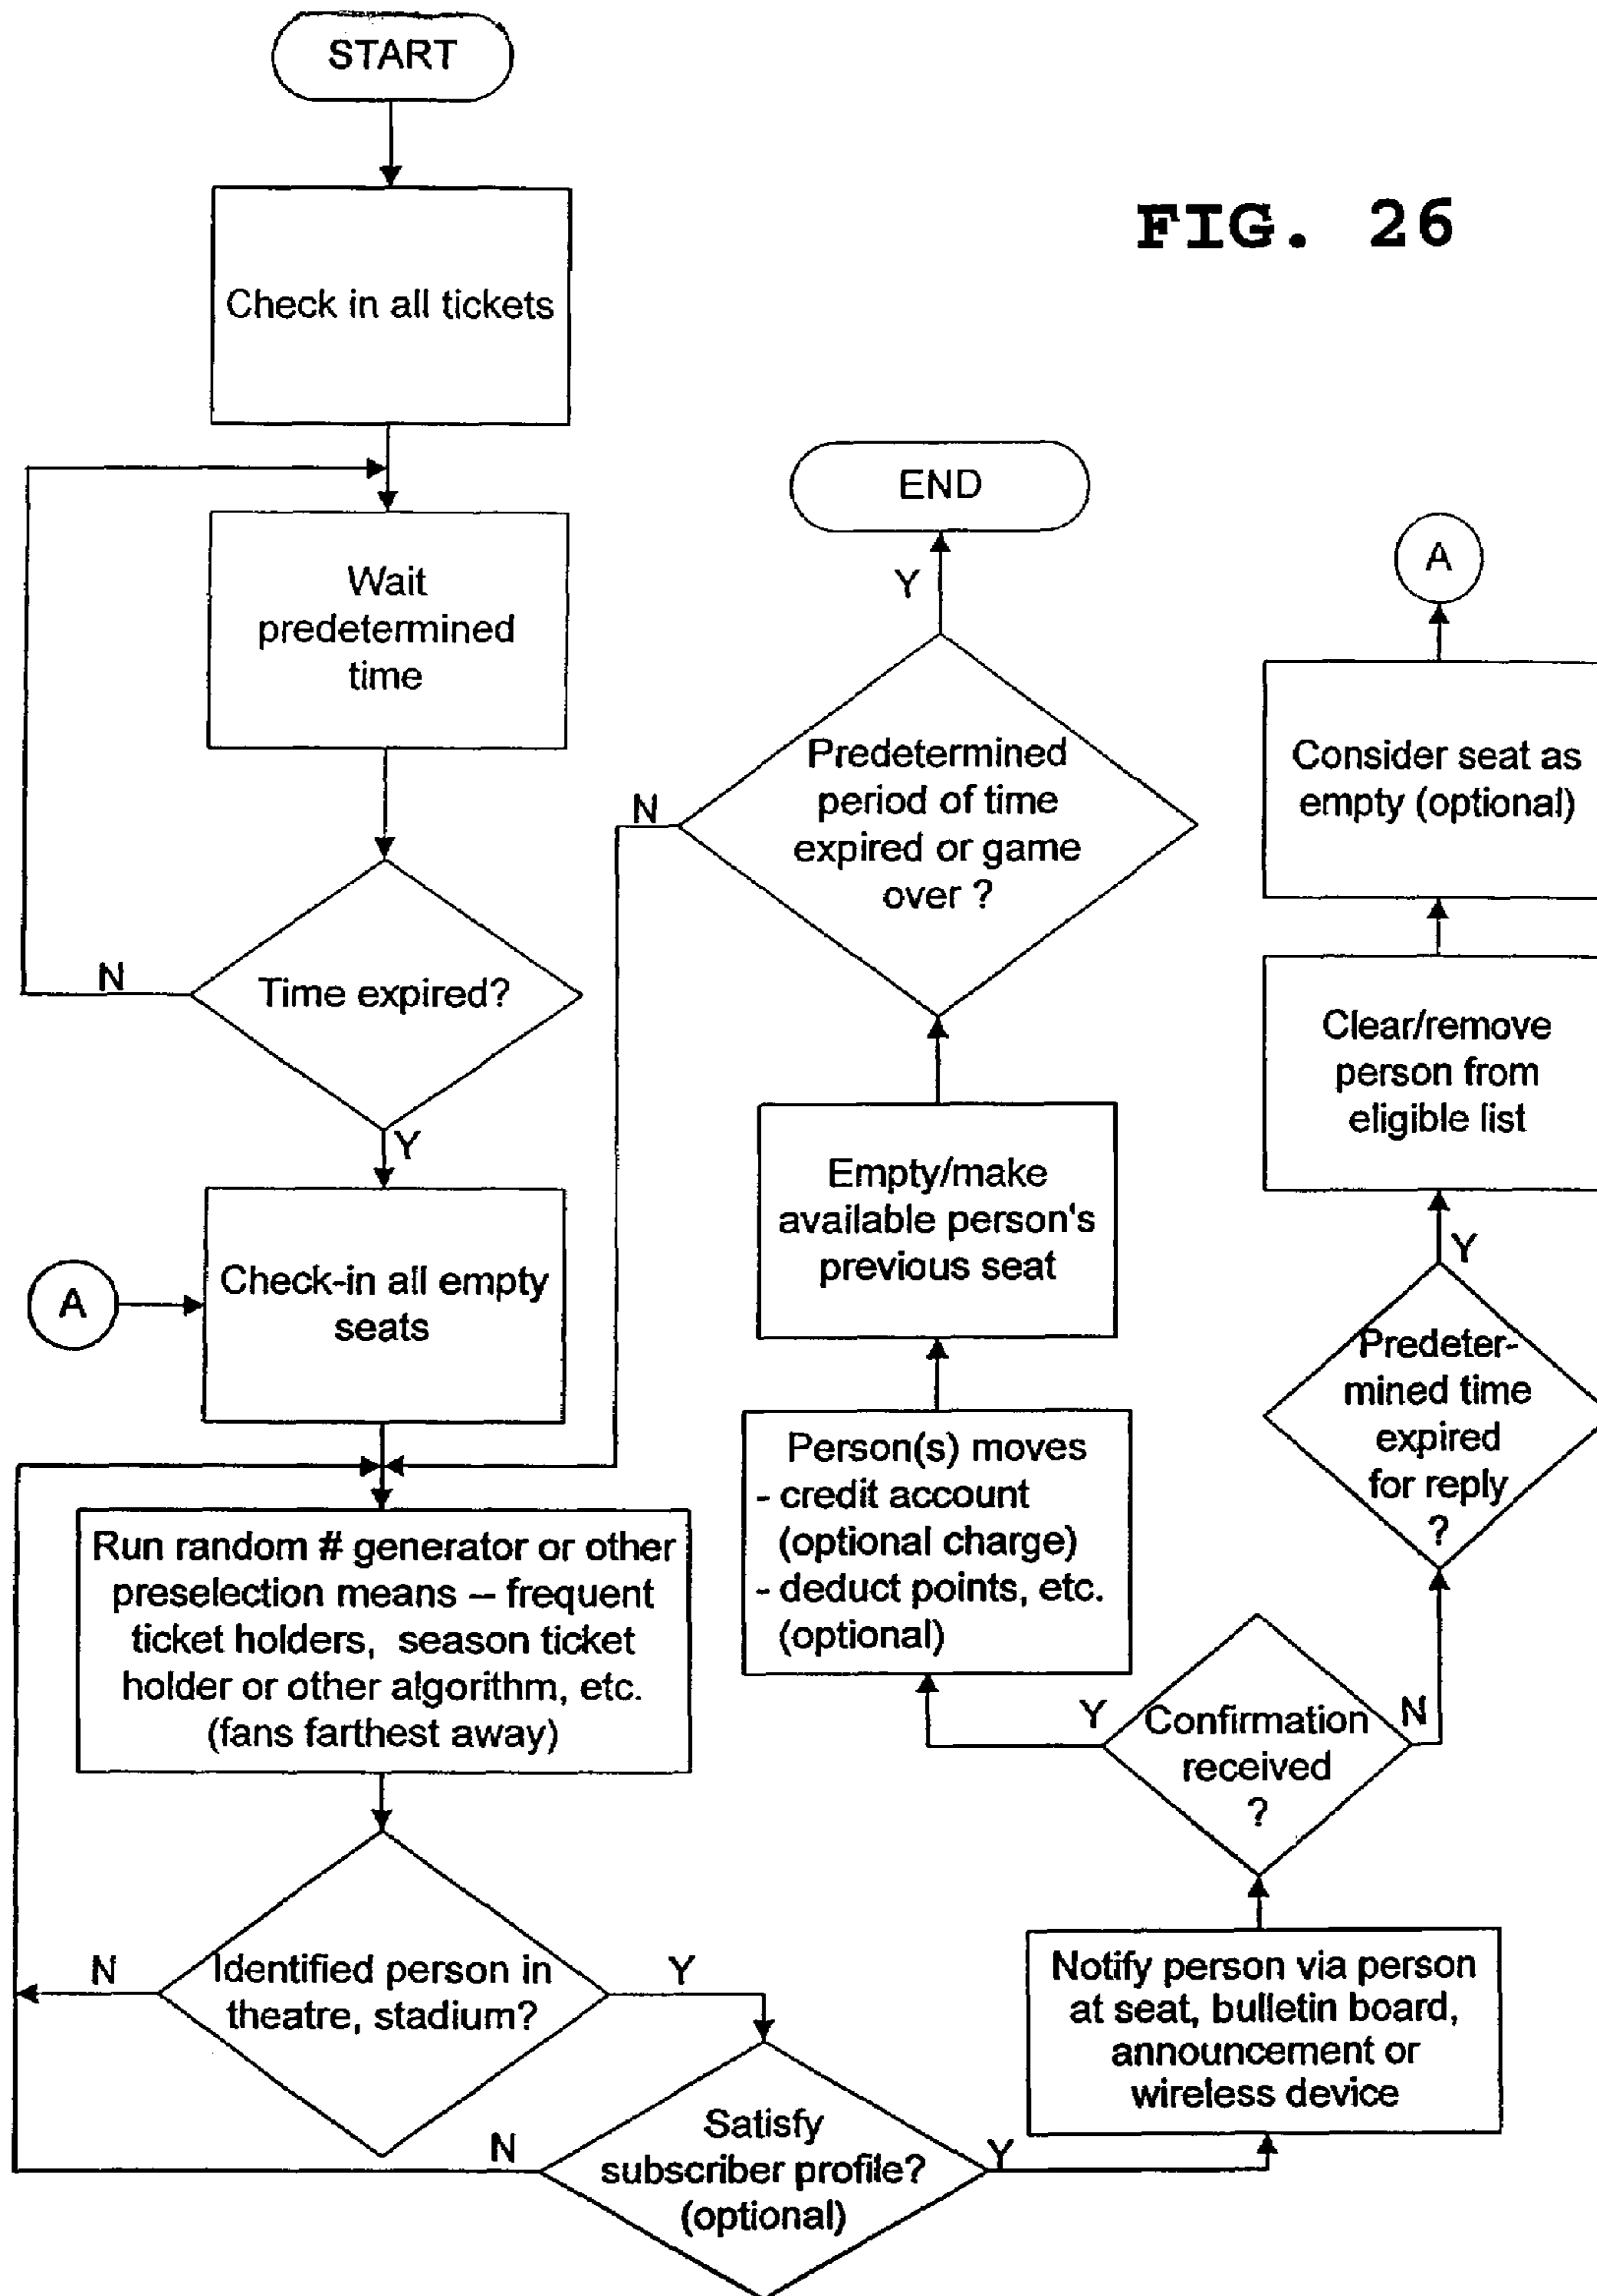 START
FIG. 26
Check in all tickets
Wait
predetermined
time
Time expired?
N
Y
A
Check-in all empty
seats
Run random # generator or other
preselection means – frequent
ticket holders, season ticket
holder or other algorithm, etc.
(fans farthest away)
Identified person in
theatre, stadium?
N
Y
Satisfy
subscriber profile?
(optional)
N
Y
Notify person via person
at seat, bulletin board,
announcement or
wireless device
Confirmation
received
?
Y
N
Person(s) moves
- credit account
(optional charge)
- deduct points, etc.
(optional)
Empty/make
available person's
previous seat
Predetermined
period of time
expired or game
over ?
N
Y
END
Predeter-
mined time
expired
for reply
?
Y
Clear/remove
person from
eligible list
Consider seat as
empty (optional)
A